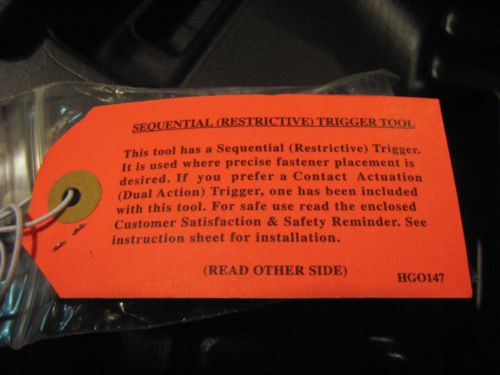 SEQUENTIAL (RESTRICTIVE) TRIGGER TOOL
This tool has a Sequential (Restrictive) Trigger.
It is used where precise fastener placement is
desired. If you prefer a Contact Actuation
(Dual Action) Trigger, one has been included
with this tool. For safe use read the enclosed
Customer Satisfaction & Safety Reminder. See
instruction sheet for installation.
(READ OTHER SIDE)
HGO147